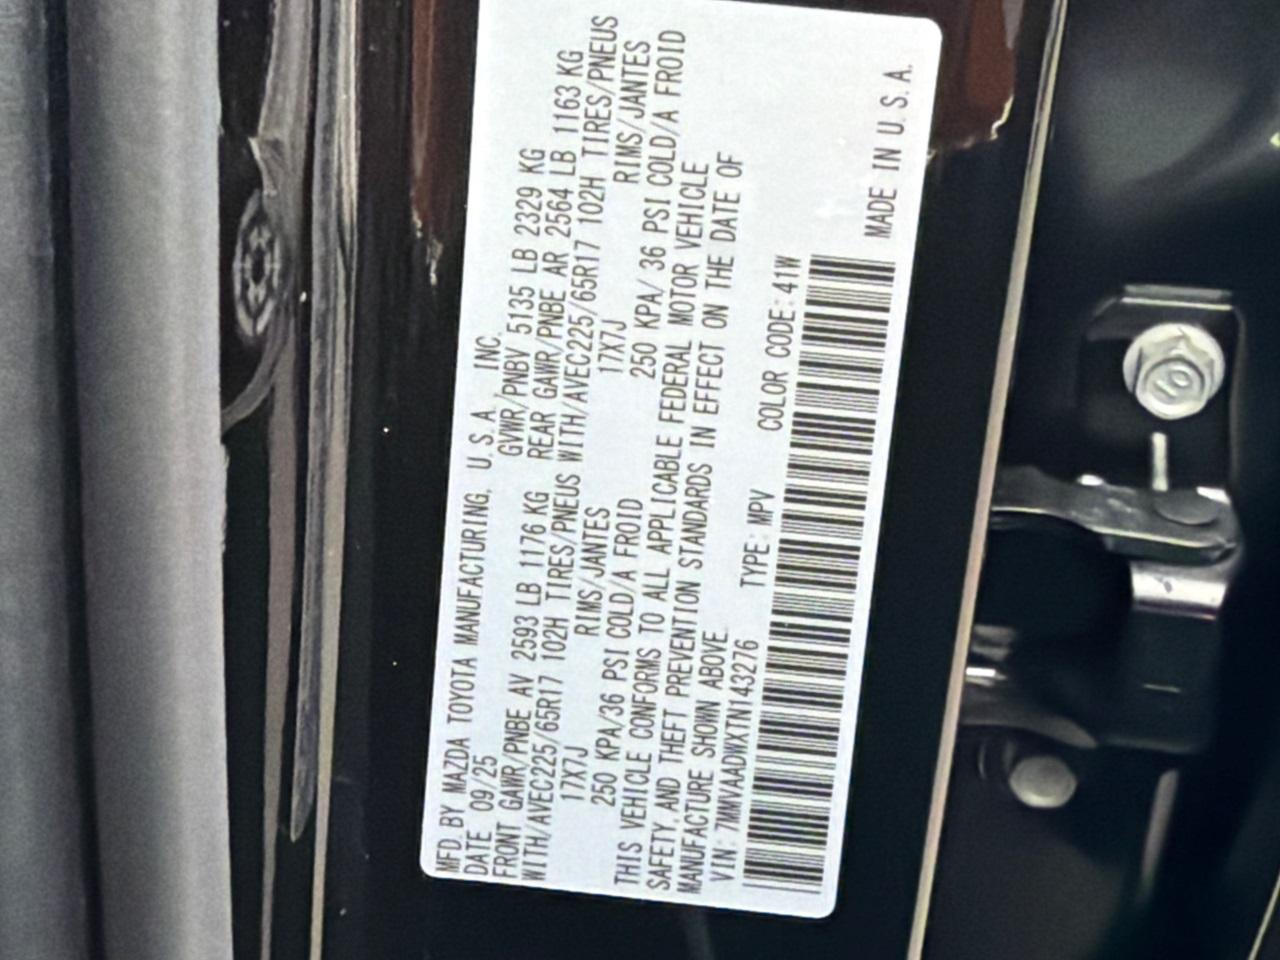 MFD. BY MAZDA TOYOTA MANUFACTURING, U.S.A. INC.
DATE 09/25 GVWR/PNBV 5135 LB 2329 KG
FRONT GAWR/PNBE AV 2593 LB 1176 KG REAR GAWR/PNBE AR 2564 LB 1163 KG
WITH/AVEC225/65R17 102H TIRES/PNEUS WITH/AVEC225/65R17 102H TIRES/PNEUS
17X7J RIMS/JANTES 17X7J RIMS/JANTES
250 KPA/36 PSI COLD/A FROID 250 KPA/ 36 PSI COLD/A FROID
THIS VEHICLE CONFORMS TO ALL APPLICABLE FEDERAL MOTOR VEHICLE
SAFETY, AND THEFT PREVENTION STANDARDS IN EFFECT ON THE DATE OF
MANUFACTURE SHOWN ABOVE.
VIN: 7MMVAADWXTN143276 TYPE: MPV COLOR CODE: 41W
MADE IN U.S.A.
10